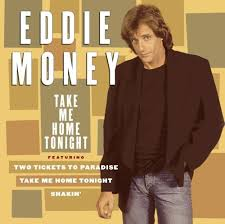 EDDIE
MONEY
TAKE
ME
HOME
TONIGHT
FEATURING
TWO TICKETS TO PARADISE
TAKE ME HOME TONIGHT
SHAKIN'